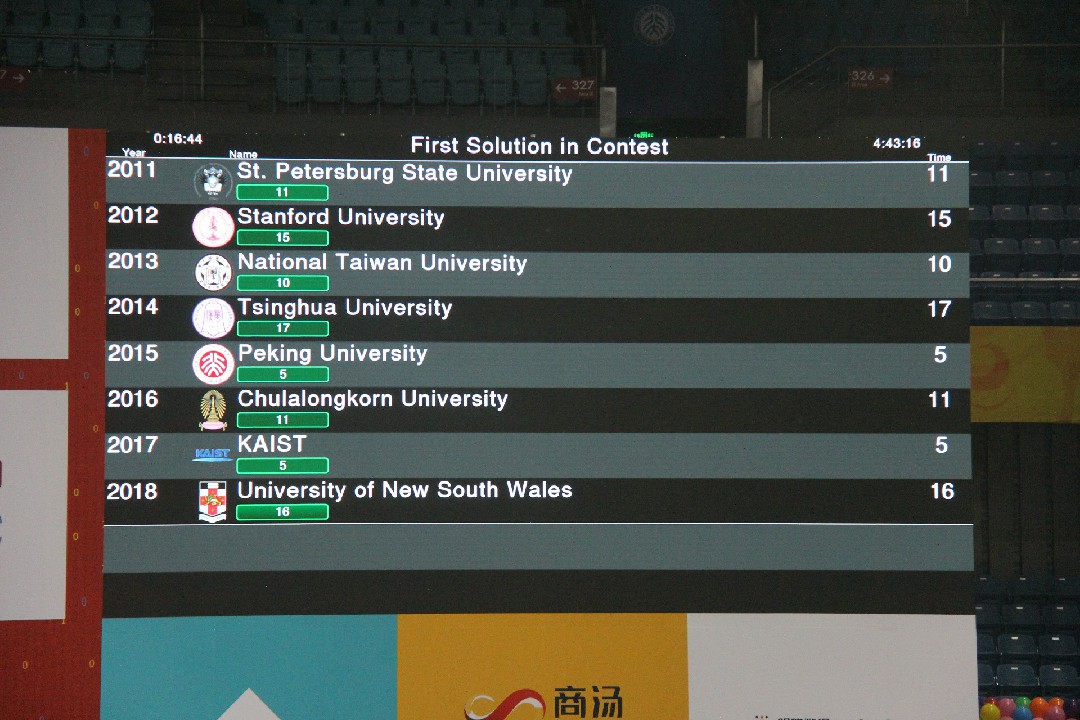 327
326
7
0:16:44 First Solution in Contest 4:43:16
Year Name Time
2011 St. Petersburg State University 11
11
2012 Stanford University 15
15
2013 National Taiwan University 10
10
2014 Tsinghua University 17
17
2015 Peking University 5
5
2016 Chulalongkorn University 11
11
2017 KAIST KAIST 5
5
2018 University of New South Wales 16
16
商汤